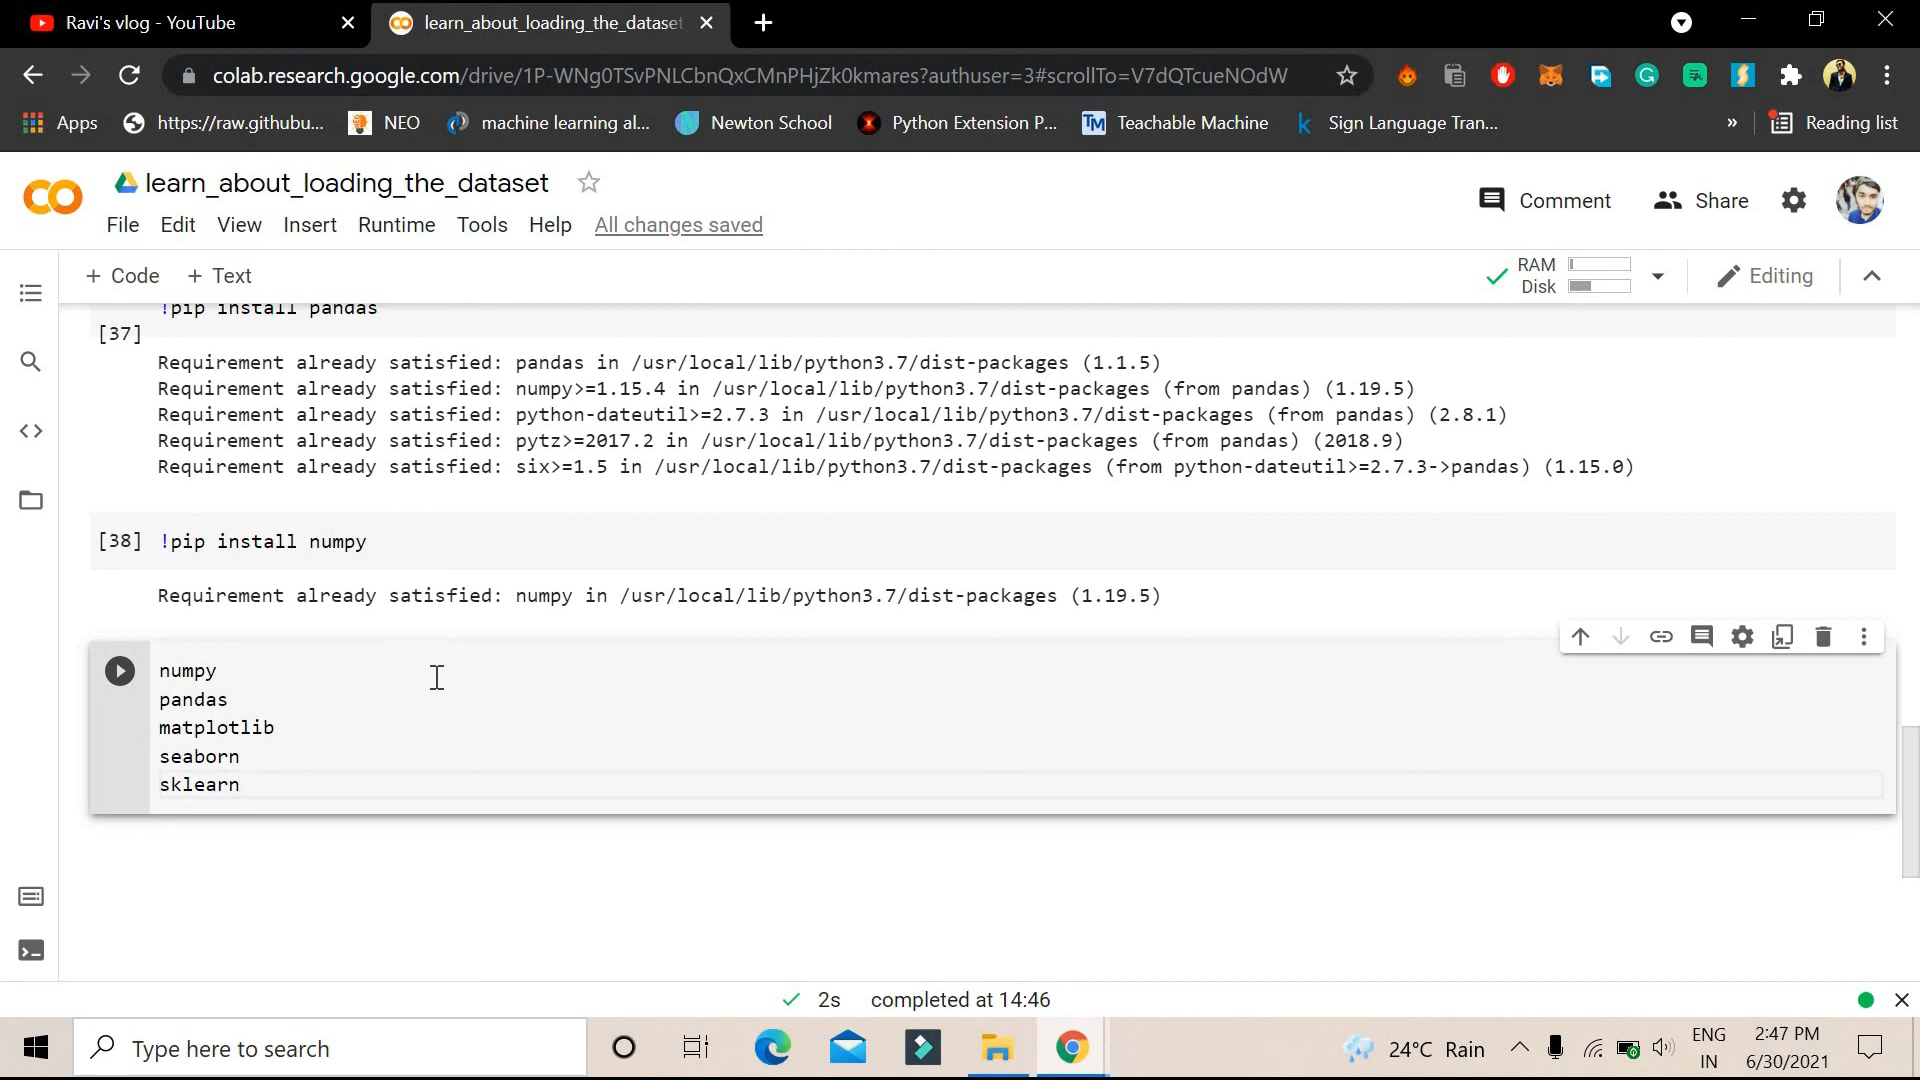 Ravi's vlog - YouTube
learn_about_loading_the_dataset
colab.research.google.com/drive/1P-WNg0TSvPNLCbnQxCMnPHjZk0kmares?authuser=3#scrollTo=V7dQTcueNOdW
Apps
https://raw.githubu...
NEO
machine learning al...
Newton School
Python Extension P...
TM
Teachable Machine
k
Sign Language Tran...
»
Reading list
CO
learn_about_loading_the_dataset
File Edit View Insert Runtime Tools Help All changes saved
Comment
Share
+ Code + Text
RAM
Disk
Editing
!pip install pandas
[37]
Requirement already satisfied: pandas in /usr/local/lib/python3.7/dist-packages (1.1.5)
Requirement already satisfied: numpy>=1.15.4 in /usr/local/lib/python3.7/dist-packages (from pandas) (1.19.5)
Requirement already satisfied: python-dateutil>=2.7.3 in /usr/local/lib/python3.7/dist-packages (from pandas) (2.8.1)
Requirement already satisfied: pytz>=2017.2 in /usr/local/lib/python3.7/dist-packages (from pandas) (2018.9)
Requirement already satisfied: six>=1.5 in /usr/local/lib/python3.7/dist-packages (from python-dateutil>=2.7.3->pandas) (1.15.0)
[38] !pip install numpy
Requirement already satisfied: numpy in /usr/local/lib/python3.7/dist-packages (1.19.5)
numpy
pandas
matplotlib
seaborn
sklearn
2s completed at 14:46
Type here to search
24°C Rain
ENG
IN
2:47 PM
6/30/2021